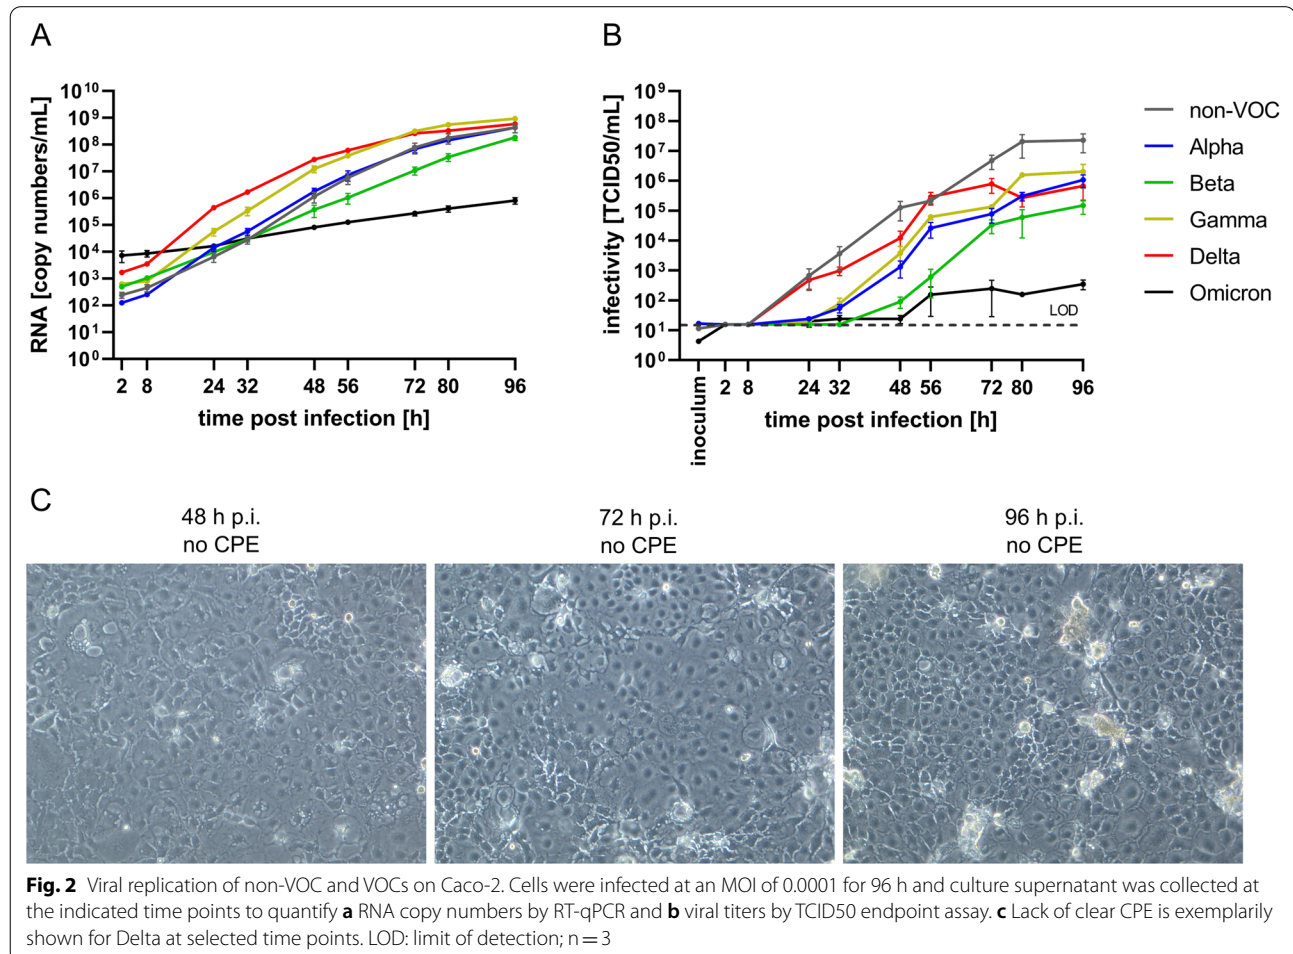 A
B
10^10
10^9
10^8
10^7
10^6
10^5
10^4
10^3
10^2
10^1
10^0
RNA [copy numbers/mL]
2 8 24 32 48 56 72 80 96
time post infection [h]
10^9
10^8
10^7
10^6
10^5
10^4
10^3
10^2
10^1
10^0
infectivity [TCID50/mL]
LOD
inoculum 2 8 24 32 48 56 72 80 96
time post infection [h]
non-VOC
Alpha
Beta
Gamma
Delta
Omicron
C
48 h p.i.
no CPE
72 h p.i.
no CPE
96 h p.i.
no CPE
Fig. 2 Viral replication of non-VOC and VOCs on Caco-2. Cells were infected at an MOI of 0.0001 for 96 h and culture supernatant was collected at
the indicated time points to quantify a RNA copy numbers by RT-qPCR and b viral titers by TCID50 endpoint assay. c Lack of clear CPE is exemplarily
shown for Delta at selected time points. LOD: limit of detection; n = 3